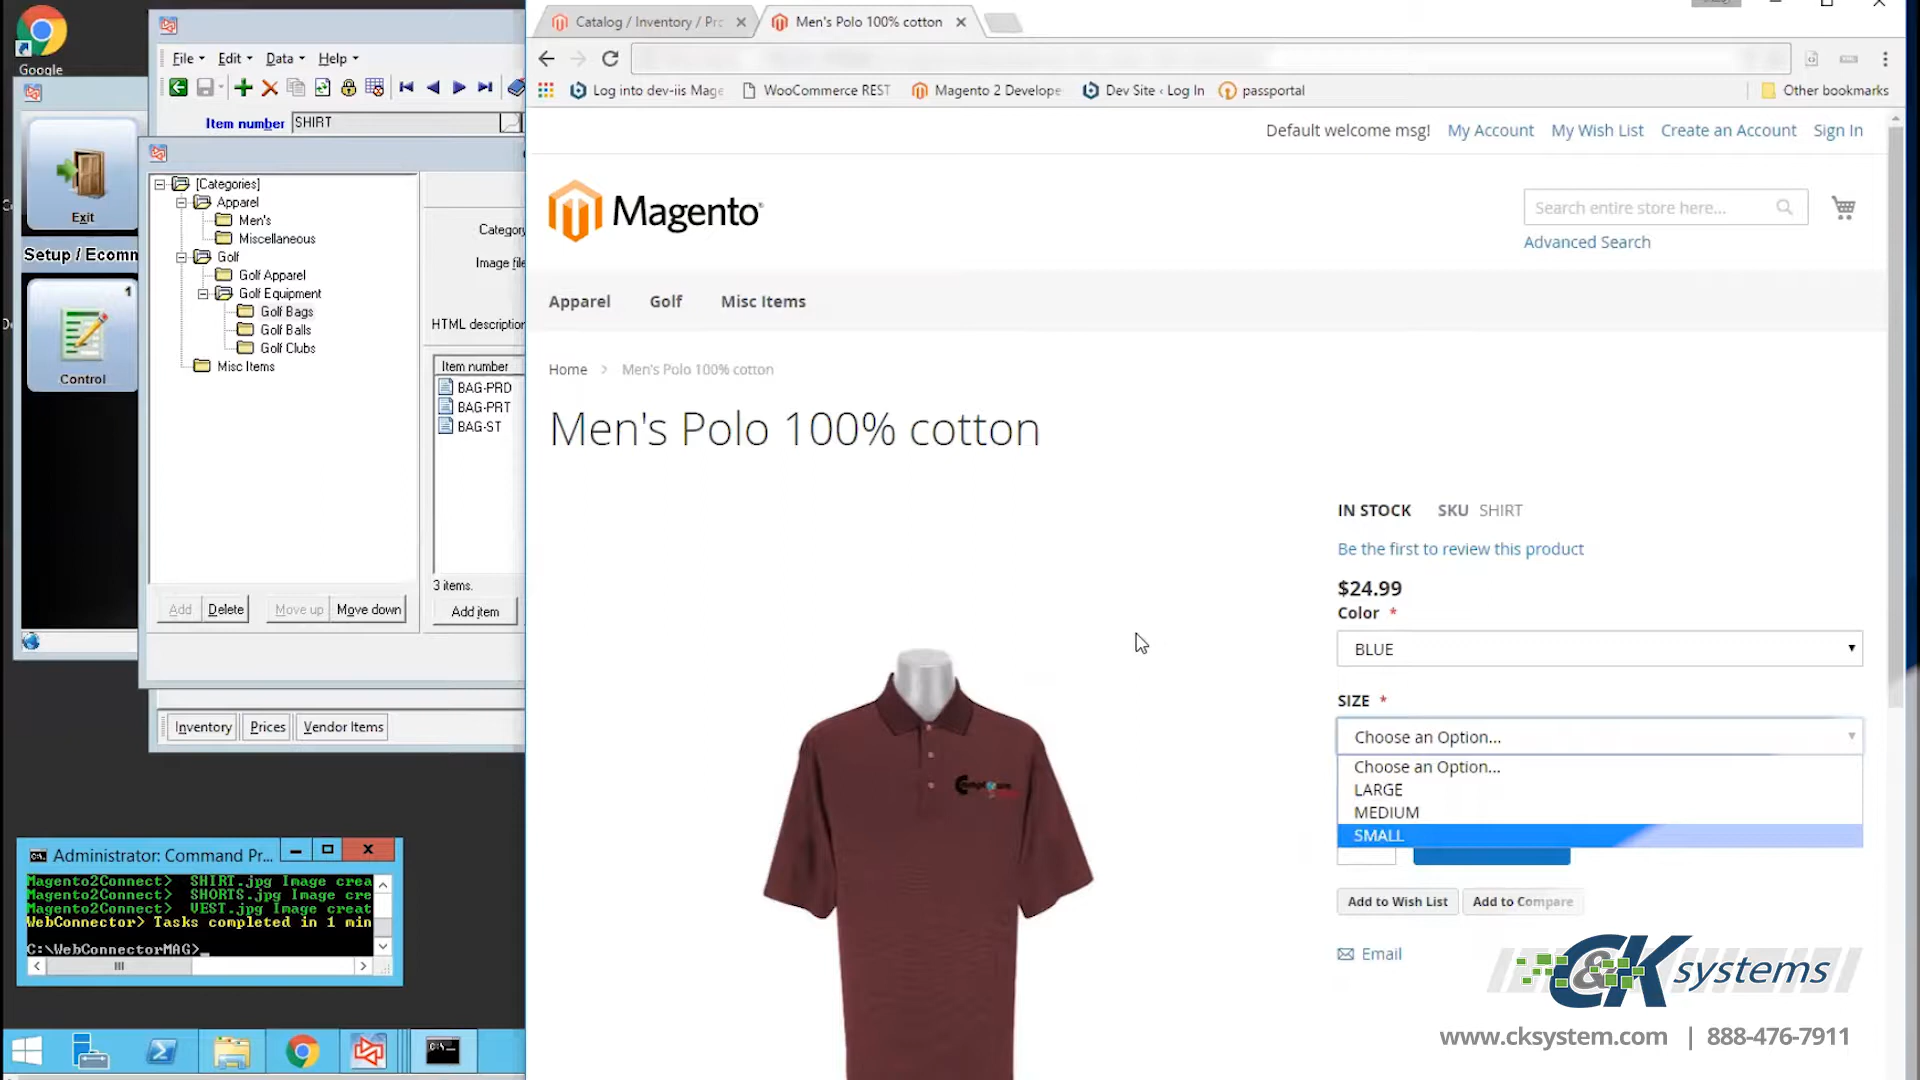 Google
Exit
Setup / Ecomm
1
Control
File Edit Data Help
Item number SHIRT
[Categories]
Apparel
Men's
Miscellaneous
Golf
Golf Apparel
Golf Equipment
Golf Bags
Golf Balls
Golf Clubs
Misc Items
Add Delete Move up Move down
Category
Image file
HTML description
Item number
BAG-PRD
BAG-PRT
BAG-ST
3 items.
Add item
Inventory Prices Vendor Items
Administrator: Command Pr...
Magento2Connect> SHIRT.jpg Image crea
Magento2Connect> SHORTS.jpg Image cre
Magento2Connect> VEST.jpg Image creat
WebConnector> Tasks completed in 1 min
C:\WebConnectorMAG>_
Catalog / Inventory / Pro
Men's Polo 100% cotton
Log into dev-iis Mage
WooCommerce REST
Magento 2 Develope
Dev Site ‹ Log In
passportal
Other bookmarks
Default welcome msg! My Account My Wish List Create an Account Sign In
Magento
Search entire store here...
Advanced Search
Apparel Golf Misc Items
Home > Men's Polo 100% cotton
Men's Polo 100% cotton
IN STOCK SKU SHIRT
Be the first to review this product
$24.99
Color *
BLUE
SIZE *
Choose an Option...
Choose an Option...
LARGE
MEDIUM
SMALL
Add to Wish List Add to Compare
Email
C&K systems
www.cksystem.com | 888-476-7911